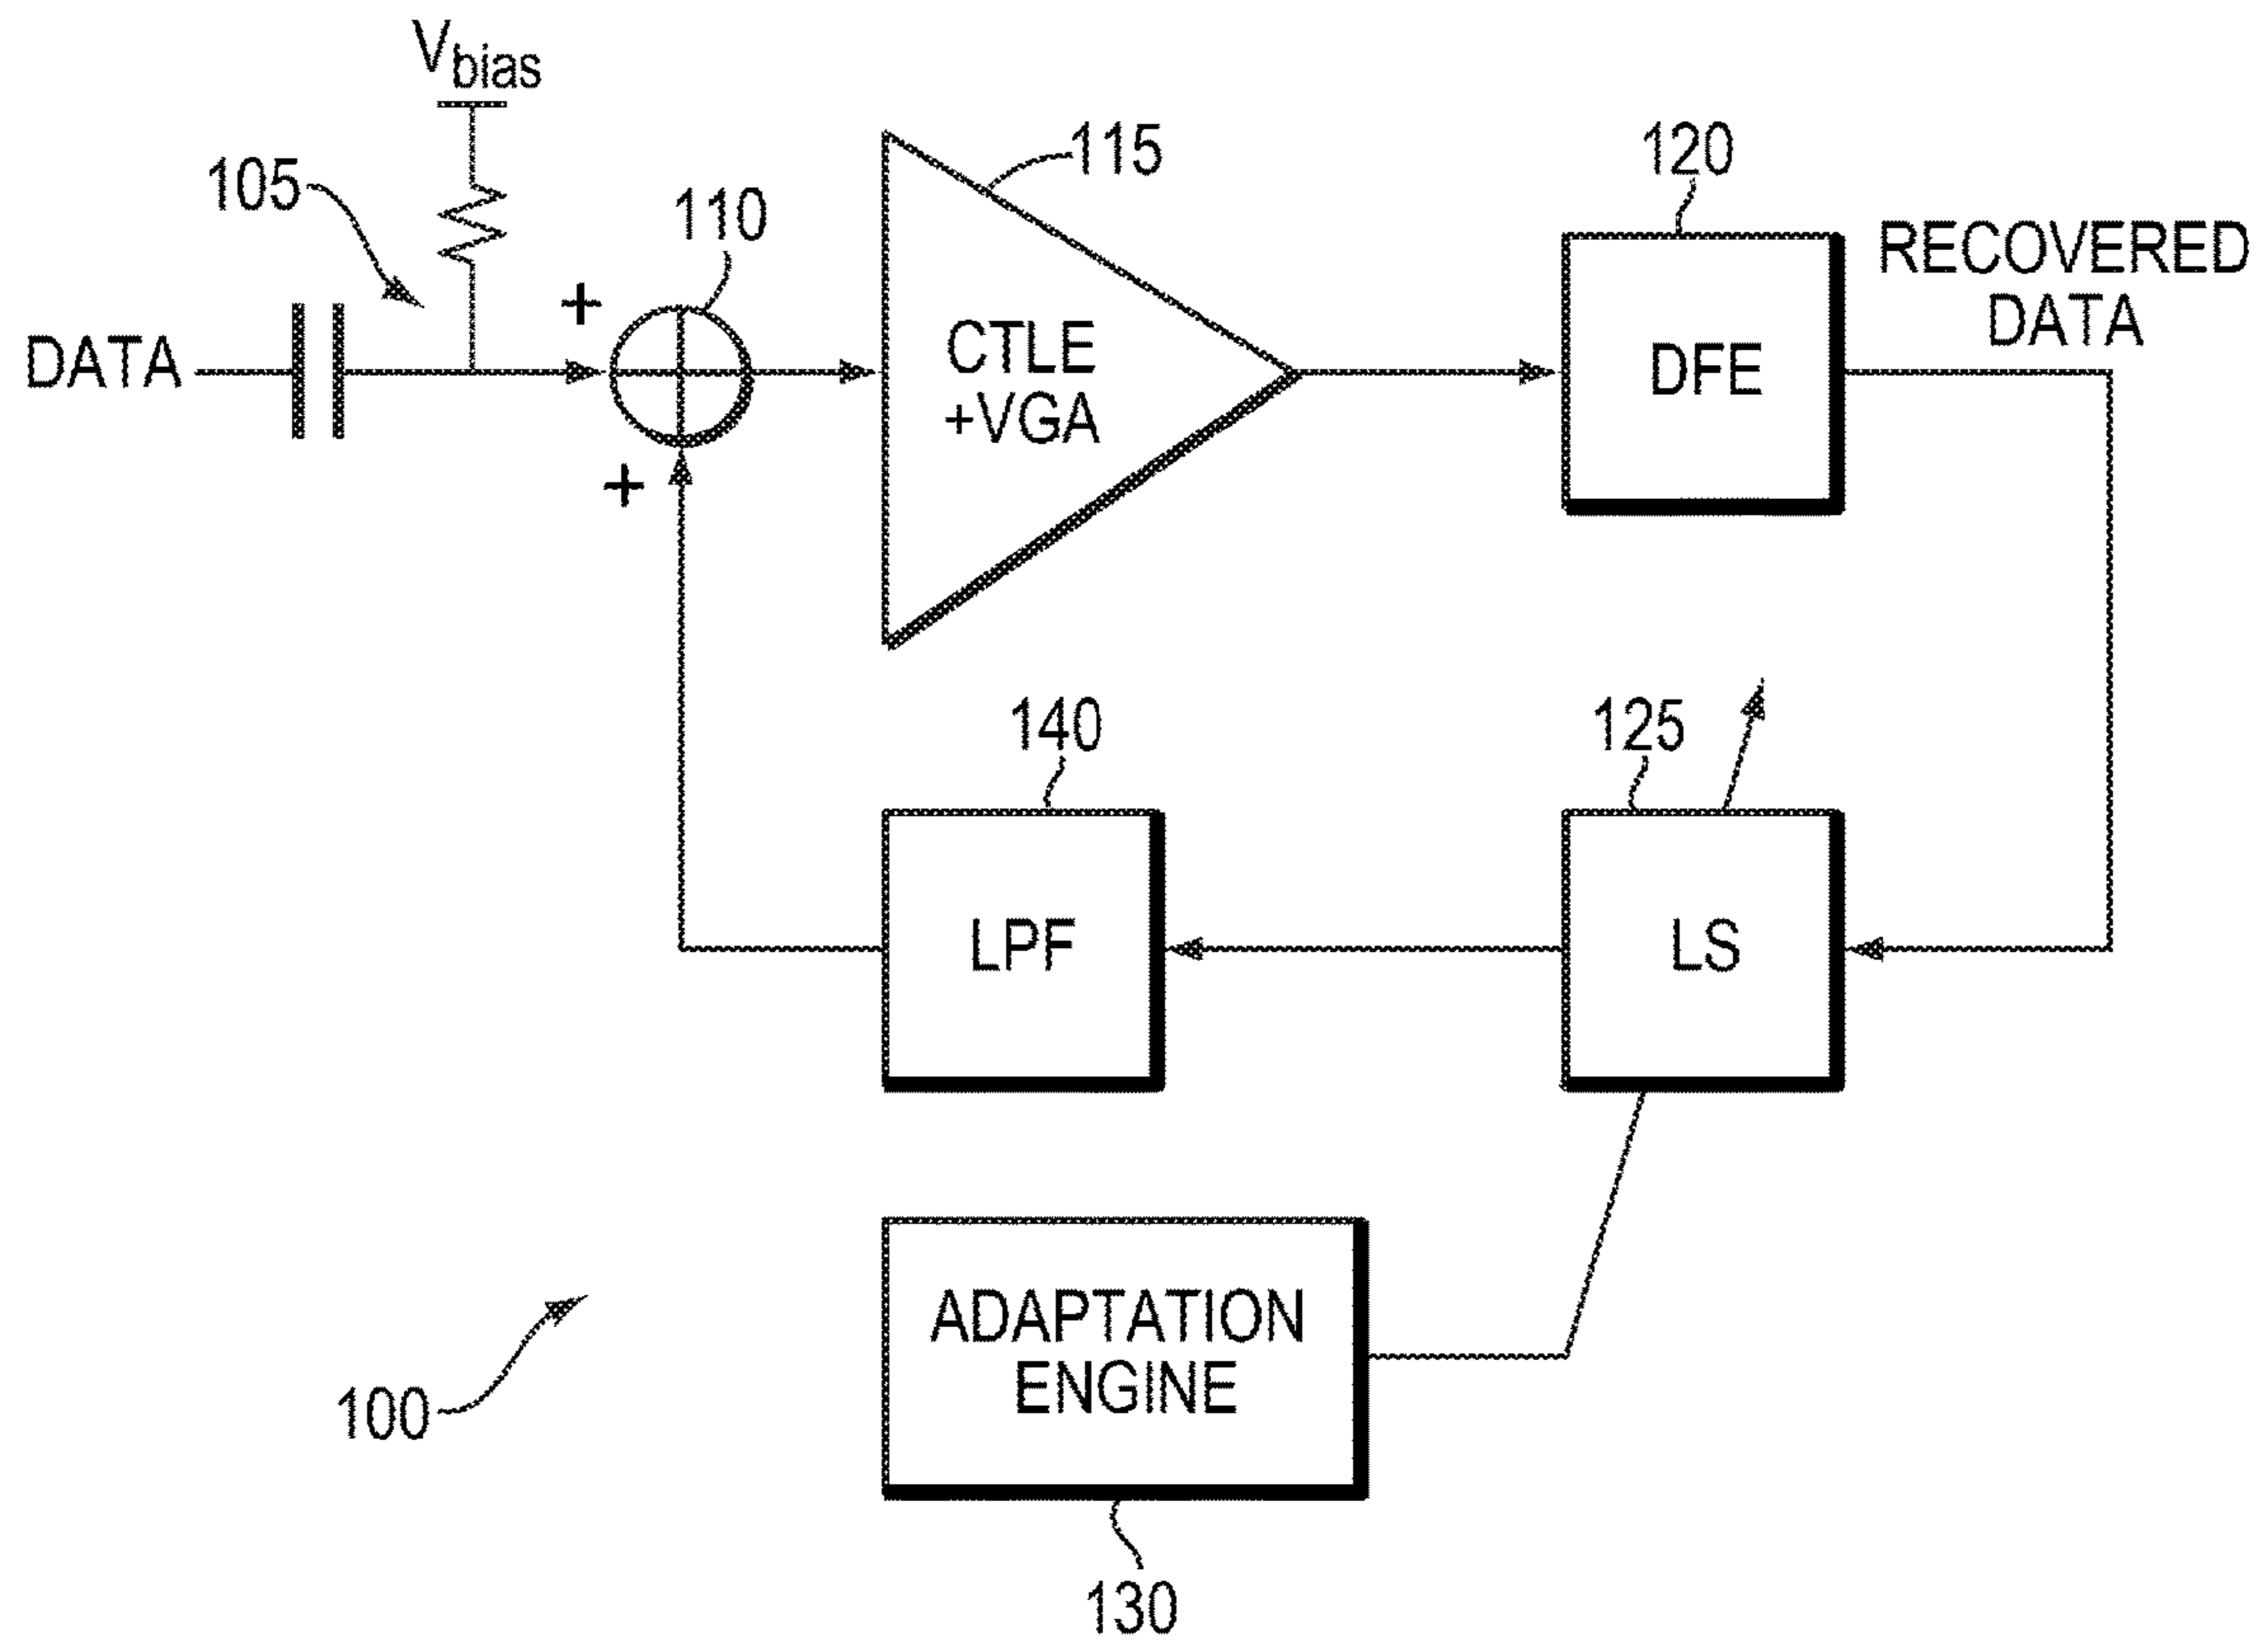 Vbias
105
110
115
120
RECOVERED
DATA
DATA
+
CTLE
+VGA
DFE
+
140
125
LPF
LS
ADAPTATION
ENGINE
100
130